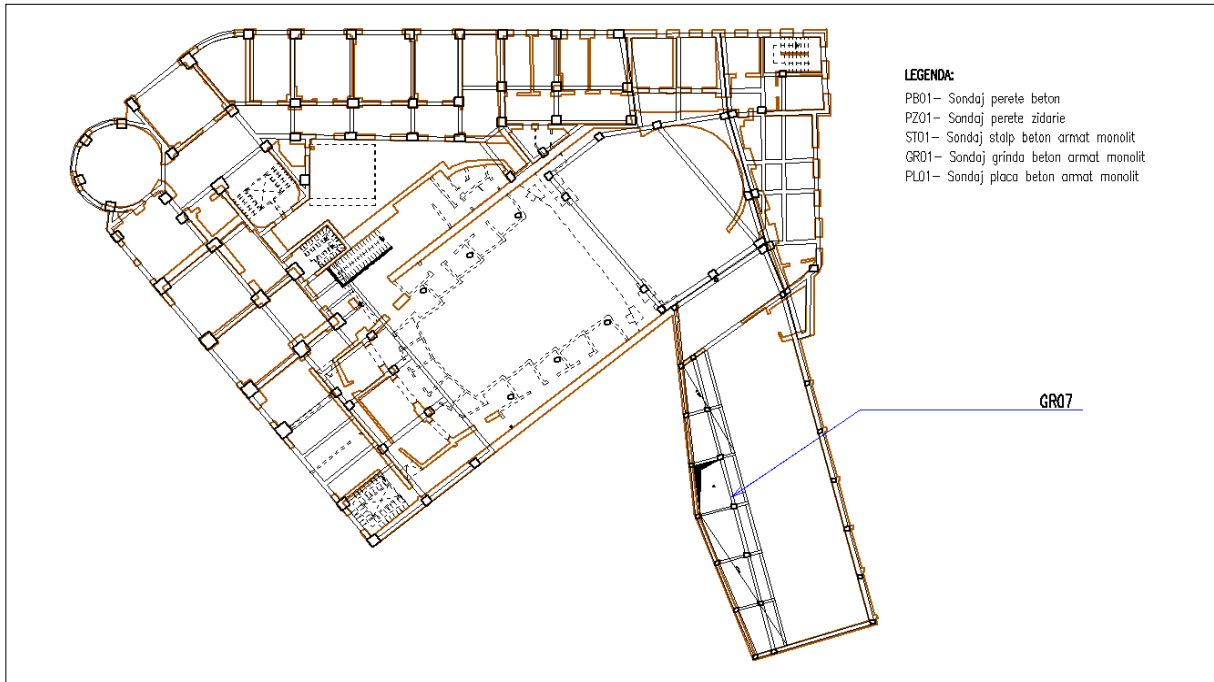 LEGENDA:
PB01- Sondaj perete beton
PZ01- Sondaj perete zidarie
ST01- Sondaj stalp beton armat monolit
GR01- Sondaj grinda beton armat monolit
PL01- Sondaj placa beton armat monolit
GR07